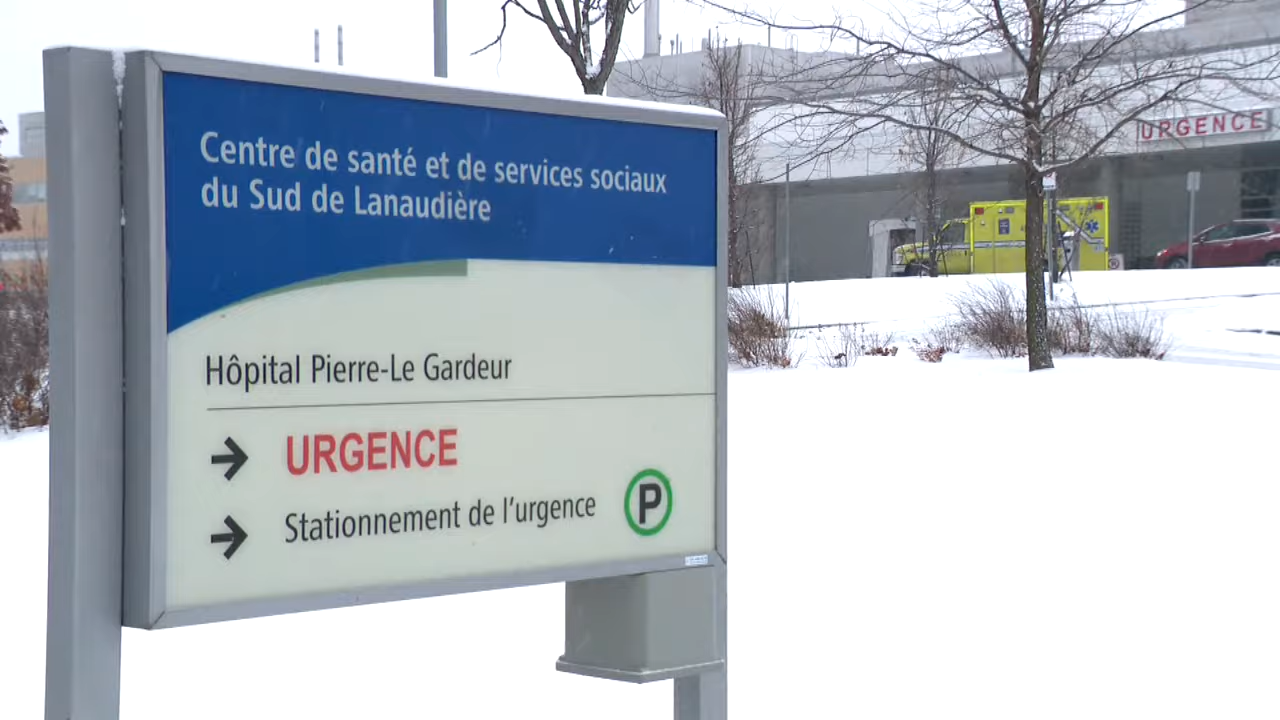 Centre de santé et de services sociaux
du Sud de Lanaudière
Hôpital Pierre-Le Gardeur
URGENCE
Stationnement de l'urgence
P
URGENCE